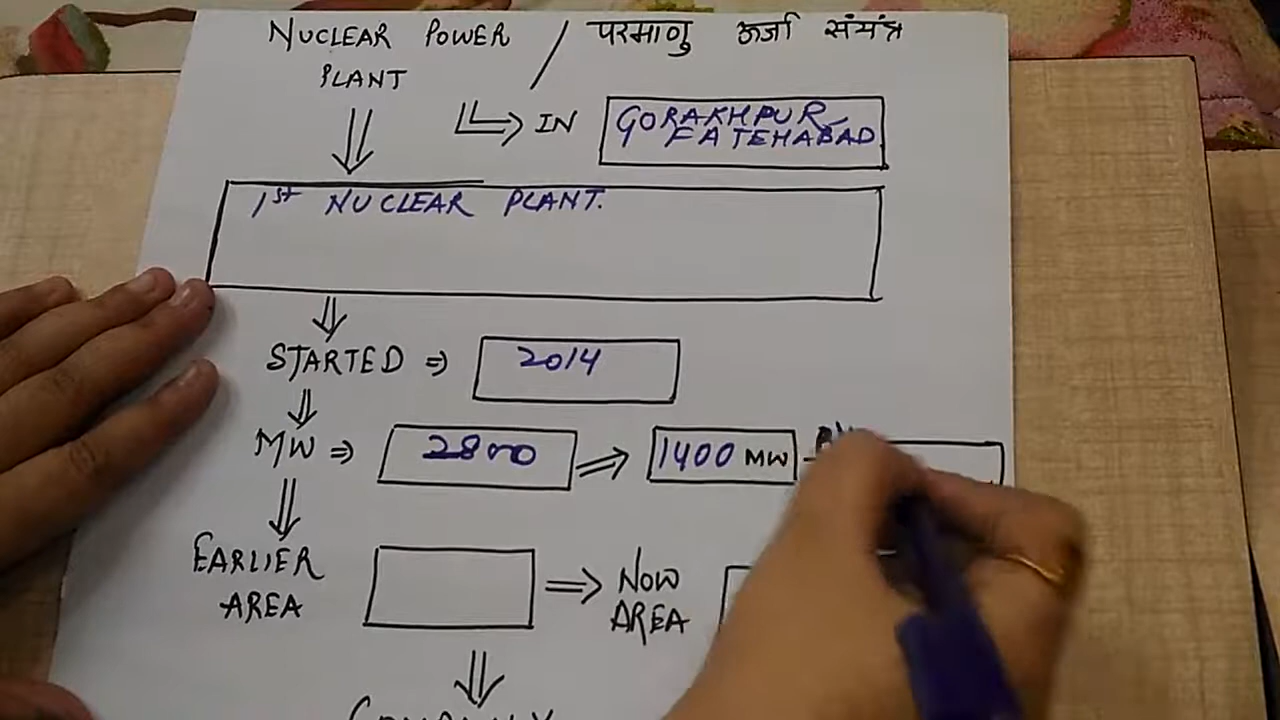 NUCLEAR POWER / परमाणु ऊर्जा संयंत्र
PLANT
⇒ IN GORAKHPUR
FATEHABAD
1st NUCLEAR PLANT.
STARTED ⇒ 2014
MW ⇒ 2800 ⇒ 1400 MW
EARLIER ⇒ NOW
AREA AREA